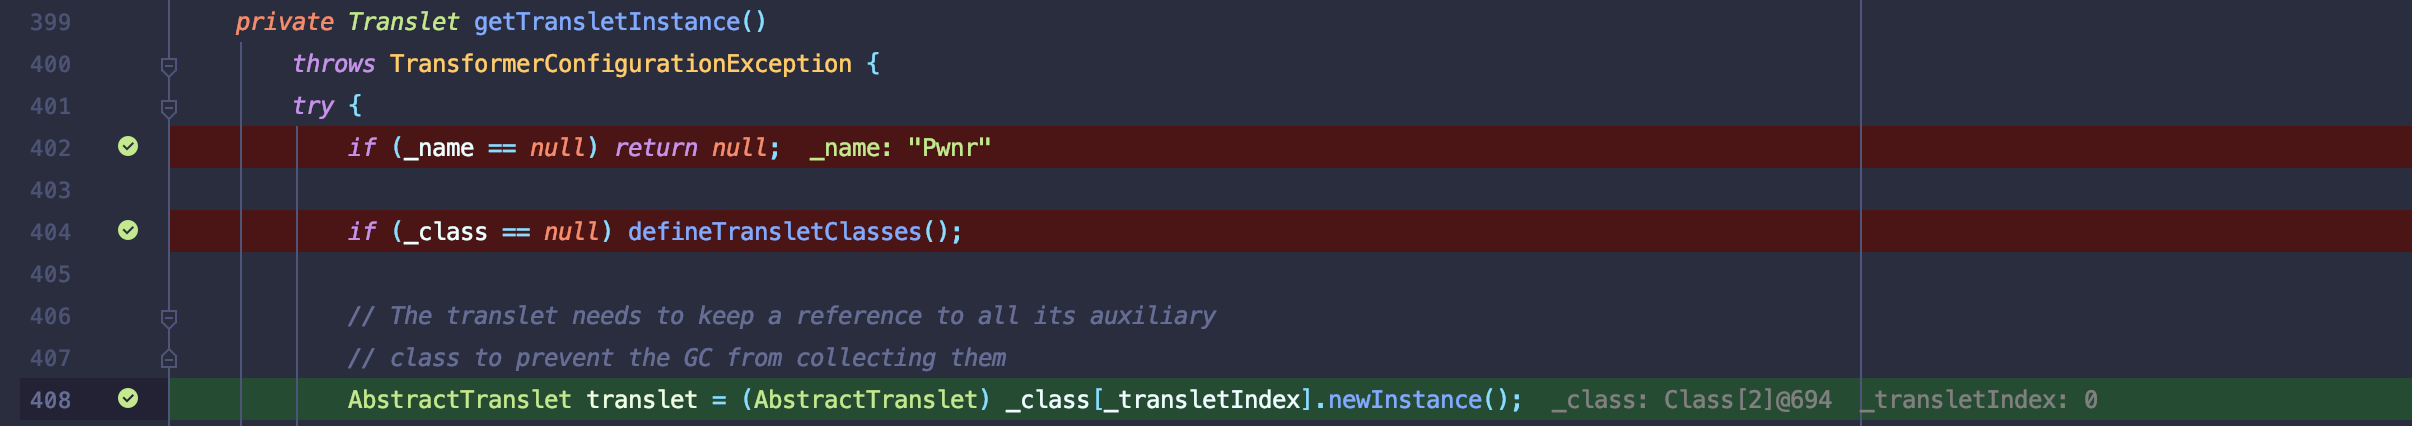 399 private Translet getTransletInstance()
400 throws TransformerConfigurationException {
401 try {
402 if (_name == null) return null; _name: "Pwnr"
403
404 if (_class == null) defineTransletClasses();
405
406 // The translet needs to keep a reference to all its auxiliary
407 // class to prevent the GC from collecting them
408 AbstractTranslet translet = (AbstractTranslet) _class[_transletIndex].newInstance(); _class: Class[2]@694 _transletIndex: 0